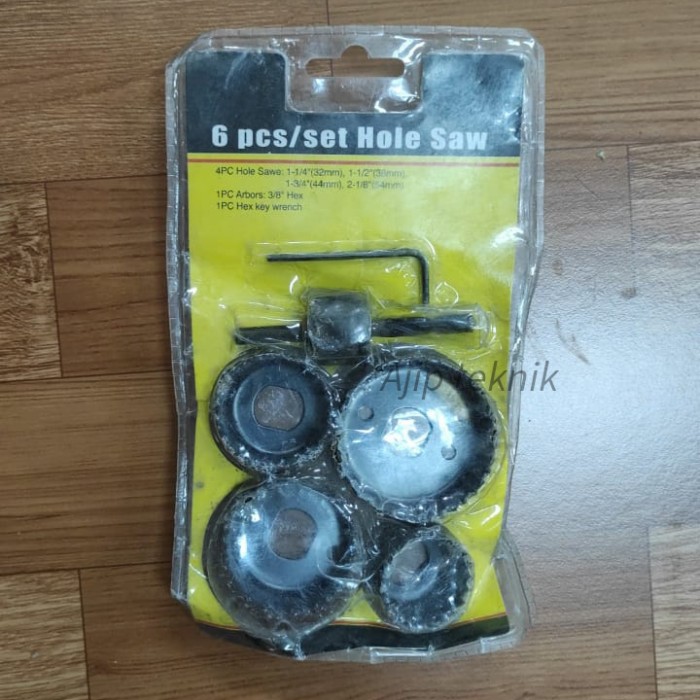 6 pcs/set Hole Saw
4PC Hole Sawe: 1-1/4"(32mm), 1-1/2"(38mm),
1-3/4"(44mm), 2-1/8"(54mm)
1PC Arbors: 3/8" Hex
1PC Hex key wrench
Ajip teknik